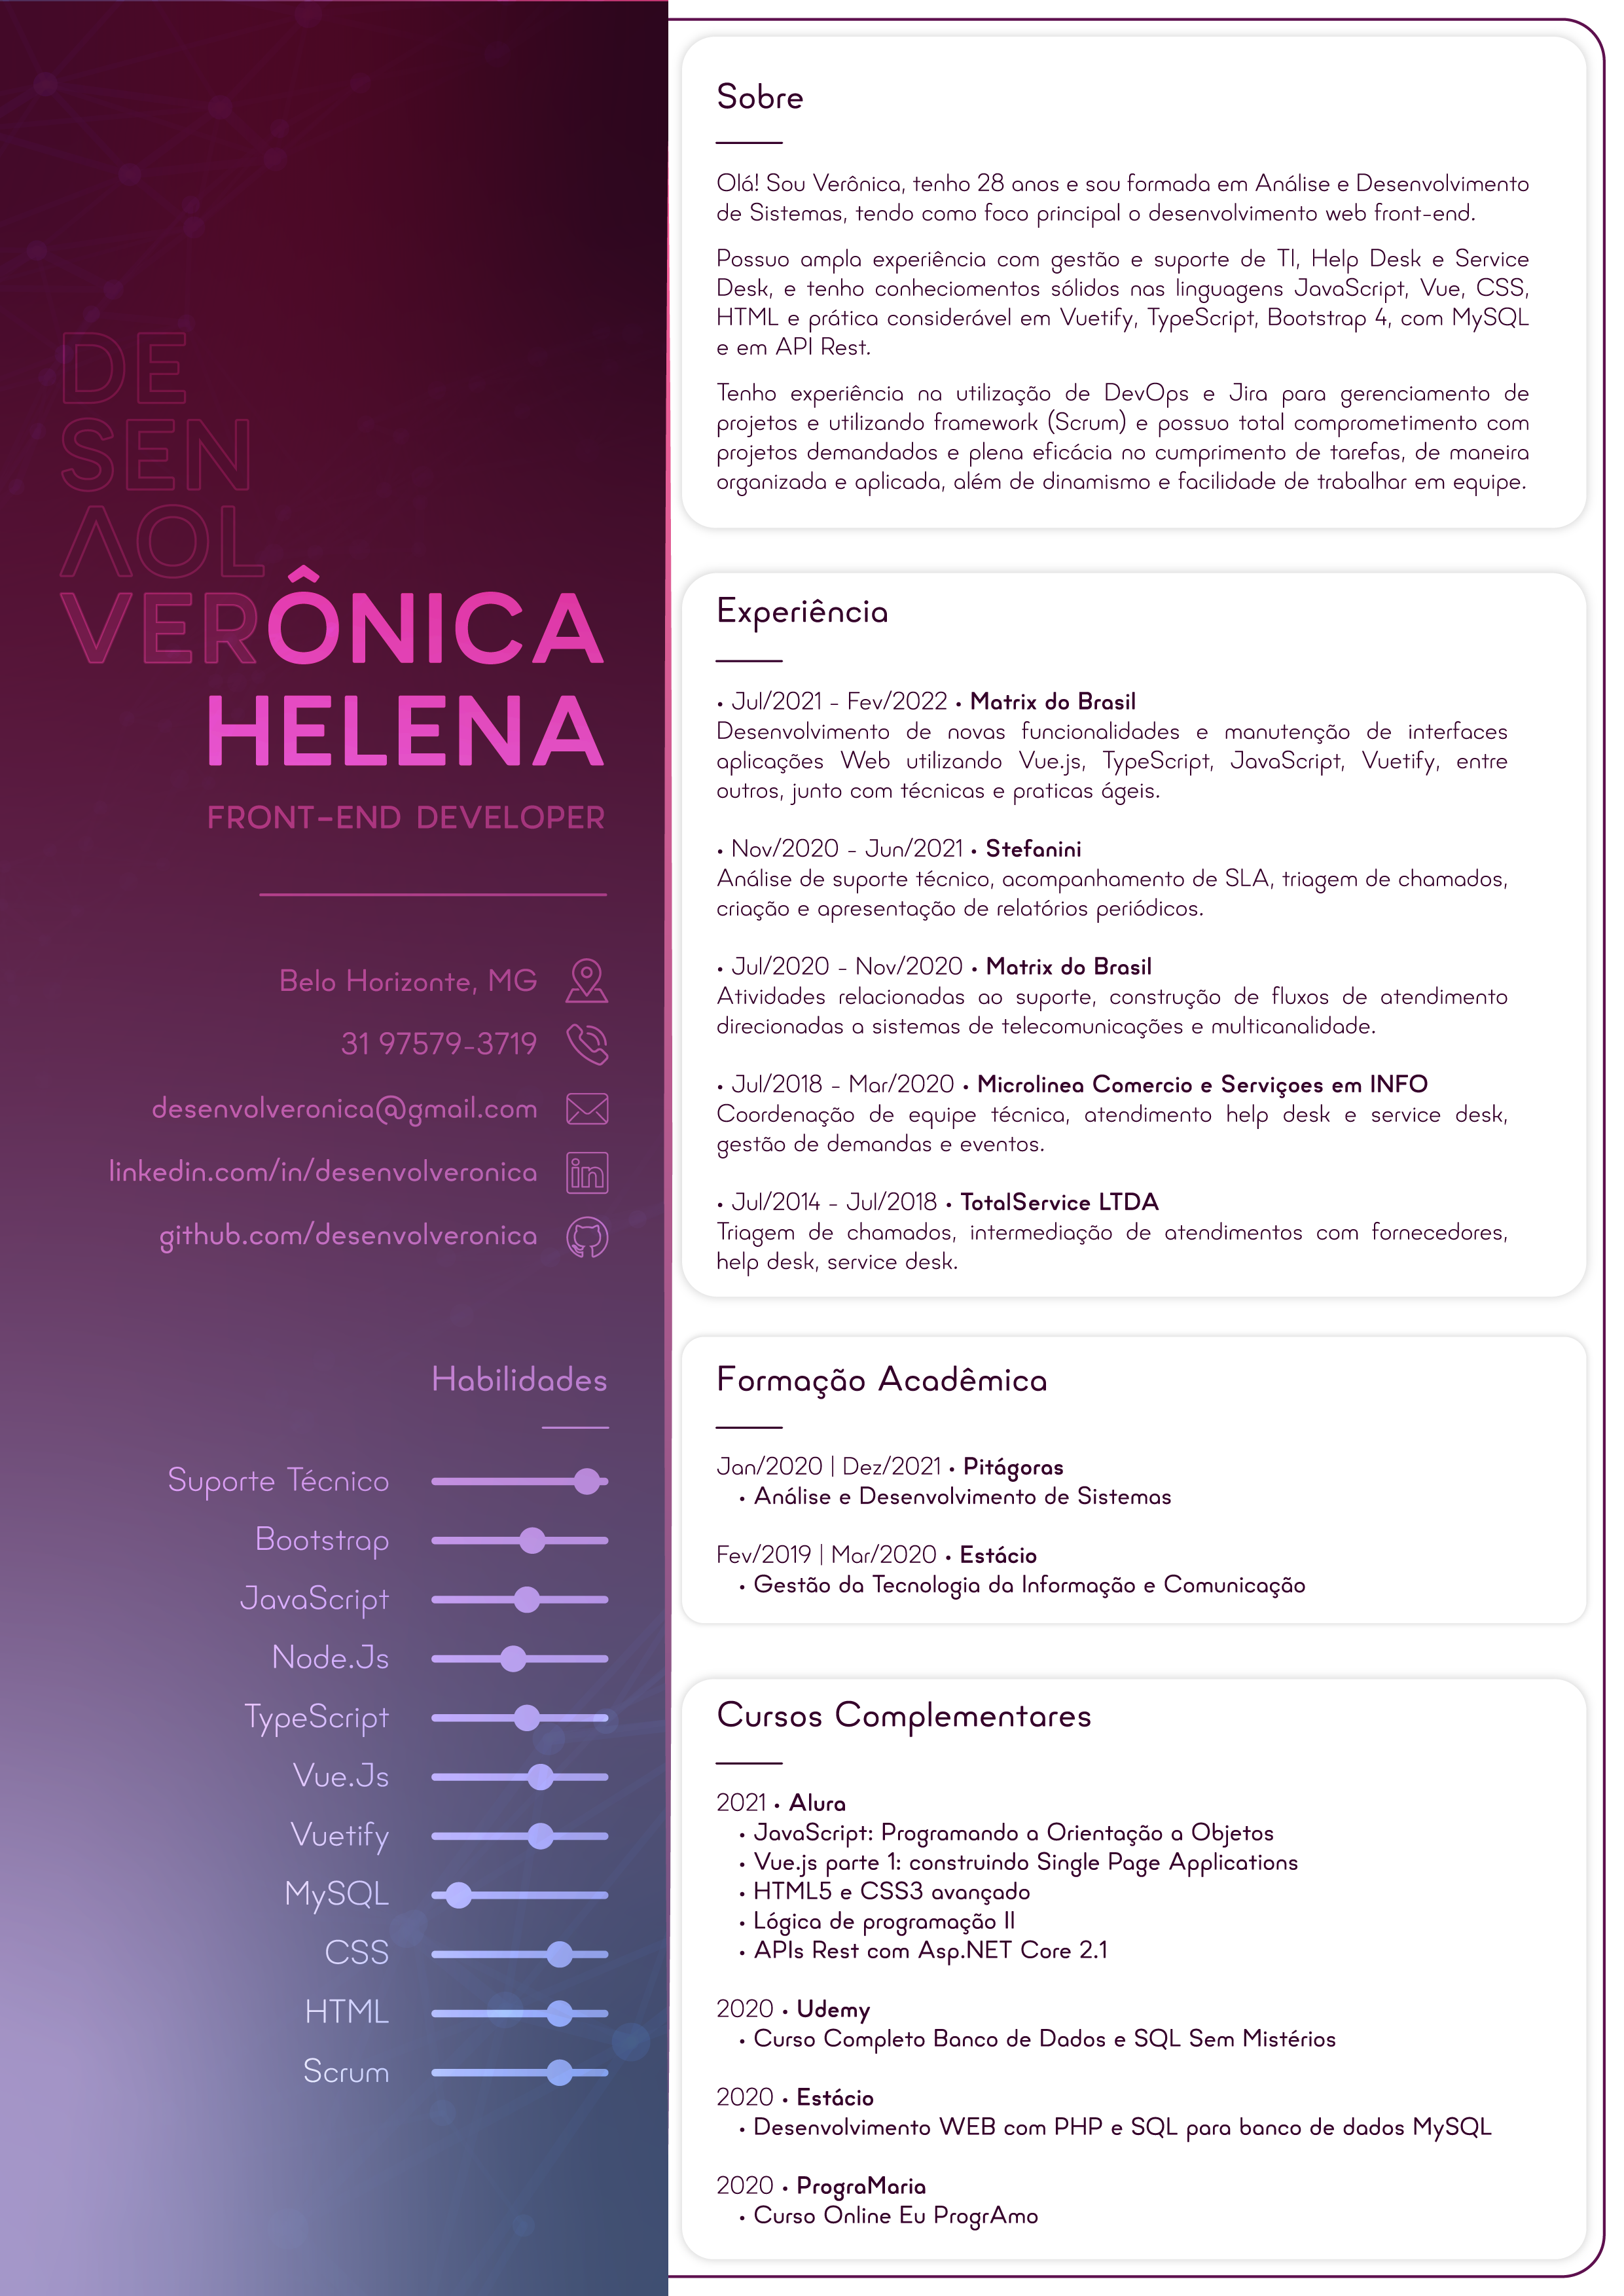 DE
SEN
VOL
VERÔNICA
HELENA
FRONT-END DEVELOPER
Belo Horizonte, MG
31 97579-3719
desenvolveronica@gmail.com
linkedin.com/in/desenvolveronica
github.com/desenvolveronica
Habilidades
Suporte Técnico
Bootstrap
JavaScript
Node.Js
TypeScript
Vue.Js
Vuetify
MySQL
CSS
HTML
Scrum
Sobre
Olá! Sou Verônica, tenho 28 anos e sou formada em Análise e Desenvolvimento
de Sistemas, tendo como foco principal o desenvolvimento web front-end.
Possuo ampla experiência com gestão e suporte de TI, Help Desk e Service
Desk, e tenho conheciomentos sólidos nas linguagens JavaScript, Vue, CSS,
HTML e prática considerável em Vuetify, TypeScript, Bootstrap 4, com MySQL
e em API Rest.
Tenho experiência na utilização de DevOps e Jira para gerenciamento de
projetos e utilizando framework (Scrum) e possuo total comprometimento com
projetos demandados e plena eficácia no cumprimento de tarefas, de maneira
organizada e aplicada, além de dinamismo e facilidade de trabalhar em equipe.
Experiência
• Jul/2021 - Fev/2022 • Matrix do Brasil
Desenvolvimento de novas funcionalidades e manutenção de interfaces
aplicações Web utilizando Vue.js, TypeScript, JavaScript, Vuetify, entre
outros, junto com técnicas e praticas ágeis.
• Nov/2020 - Jun/2021 • Stefanini
Análise de suporte técnico, acompanhamento de SLA, triagem de chamados,
criação e apresentação de relatórios periódicos.
• Jul/2020 - Nov/2020 • Matrix do Brasil
Atividades relacionadas ao suporte, construção de fluxos de atendimento
direcionadas a sistemas de telecomunicações e multicanalidade.
• Jul/2018 - Mar/2020 • Microlinea Comercio e Serviçoes em INFO
Coordenação de equipe técnica, atendimento help desk e service desk,
gestão de demandas e eventos.
• Jul/2014 - Jul/2018 • TotalService LTDA
Triagem de chamados, intermediação de atendimentos com fornecedores,
help desk, service desk.
Formação Acadêmica
Jan/2020 | Dez/2021 • Pitágoras
• Análise e Desenvolvimento de Sistemas
Fev/2019 | Mar/2020 • Estácio
• Gestão da Tecnologia da Informação e Comunicação
Cursos Complementares
2021 • Alura
• JavaScript: Programando a Orientação a Objetos
• Vue.js parte 1: construindo Single Page Applications
• HTML5 e CSS3 avançado
• Lógica de programação II
• APIs Rest com Asp.NET Core 2.1
2020 • Udemy
• Curso Completo Banco de Dados e SQL Sem Mistérios
2020 • Estácio
• Desenvolvimento WEB com PHP e SQL para banco de dados MySQL
2020 • PrograMaria
• Curso Online Eu ProgrAmo